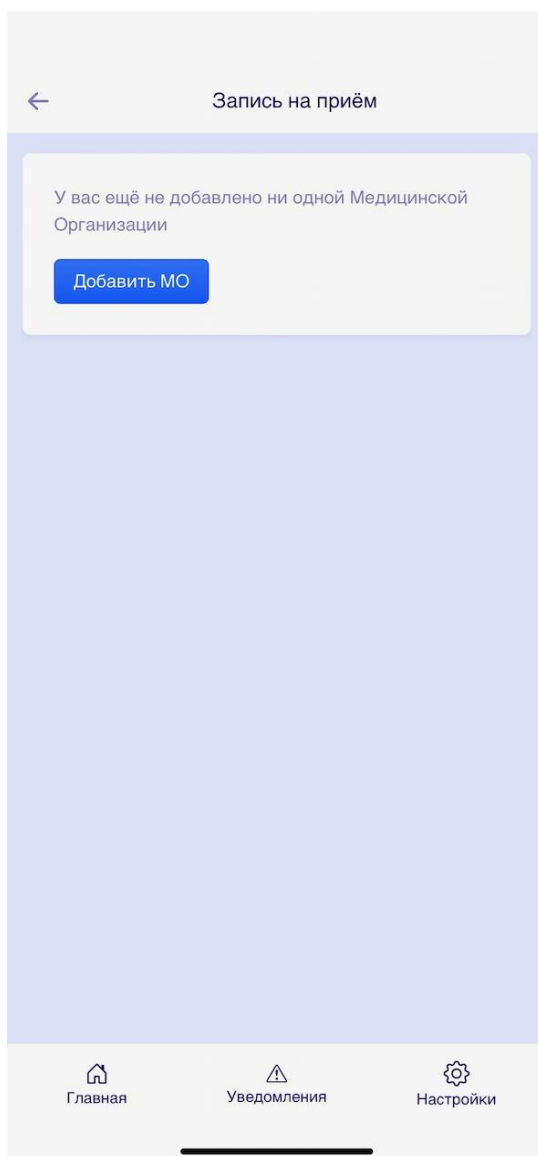 Запись на приём
У вас ещё не добавлено ни одной Медицинской
Организации
Добавить МО
Главная
Уведомления
Настройки